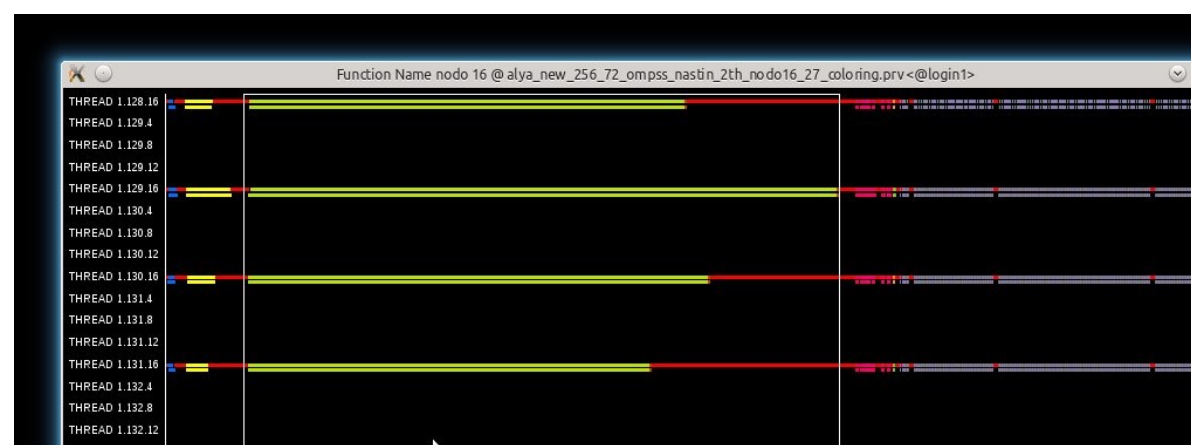 Function Name nodo 16 @ alya_new_256_72_ompss_nastin_2th_nodo16_27_coloring.prv <@login1>
THREAD 1.128.16
THREAD 1.129.4
THREAD 1.129.8
THREAD 1.129.12
THREAD 1.129.16
THREAD 1.130.4
THREAD 1.130.8
THREAD 1.130.12
THREAD 1.130.16
THREAD 1.131.4
THREAD 1.131.8
THREAD 1.131.12
THREAD 1.131.16
THREAD 1.132.4
THREAD 1.132.8
THREAD 1.132.12